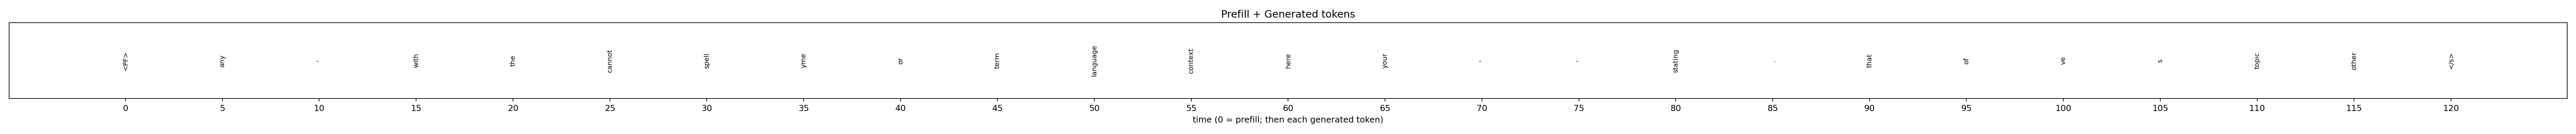 Prefill + Generated tokens
<PF> any - with the cannot spell yme or term language context here your - - stating . that of ve s topic other </s>
0 5 10 15 20 25 30 35 40 45 50 55 60 65 70 75 80 85 90 95 100 105 110 115 120
time (0 = prefill; then each generated token)